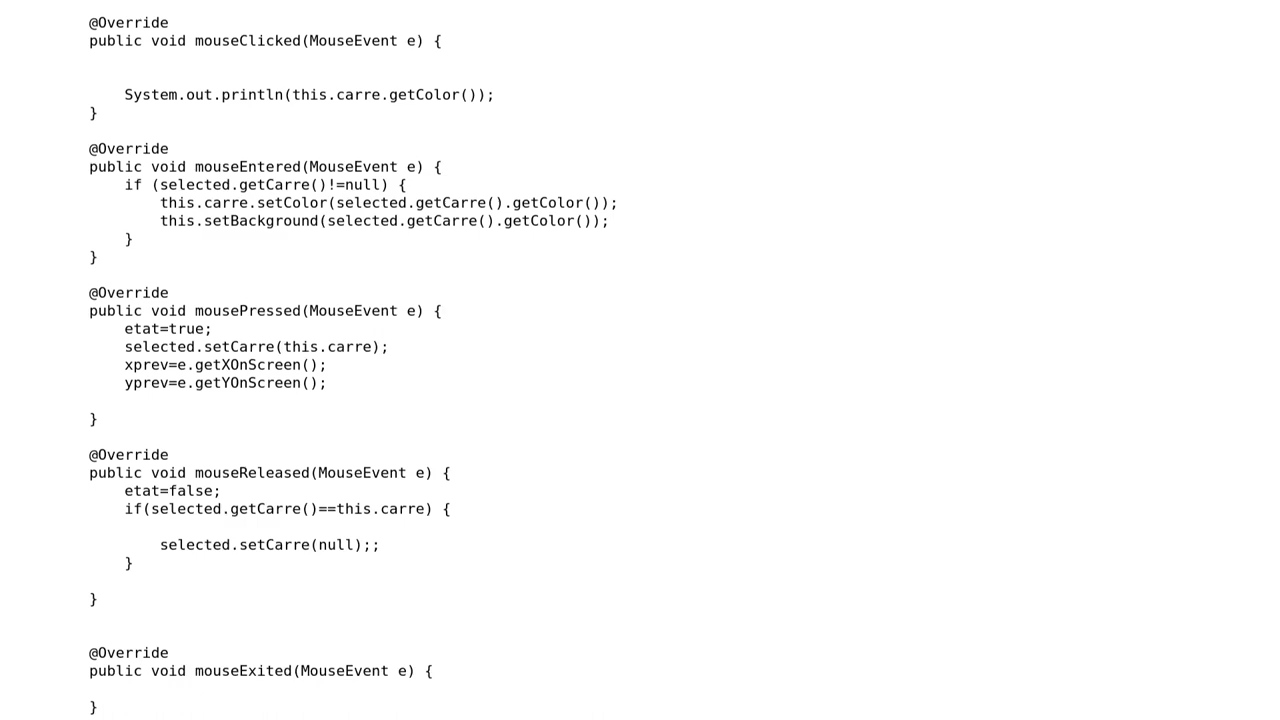 @Override
public void mouseClicked(MouseEvent e) {
System.out.println(this.carre.getColor());
}
@Override
public void mouseEntered(MouseEvent e) {
if (selected.getCarre()!=null) {
this.carre.setColor(selected.getCarre().getColor());
this.setBackground(selected.getCarre().getColor());
}
}
@Override
public void mousePressed(MouseEvent e) {
etat=true;
selected.setCarre(this.carre);
xprev=e.getXOnScreen();
yprev=e.getYOnScreen();
}
@Override
public void mouseReleased(MouseEvent e) {
etat=false;
if(selected.getCarre()==this.carre) {
selected.setCarre(null);;
}
}
@Override
public void mouseExited(MouseEvent e) {
}